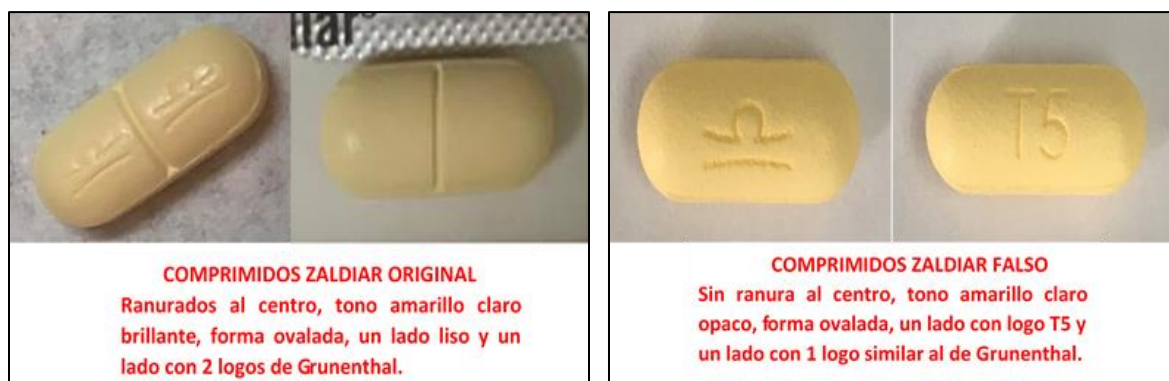 COMPRIMIDOS ZALDIAR ORIGINAL
Ranurados al centro, tono amarillo claro
brillante, forma ovalada, un lado liso y un
lado con 2 logos de Grunenthal.
T5
COMPRIMIDOS ZALDIAR FALSO
Sin ranura al centro, tono amarillo claro
opaco, forma ovalada, un lado con logo T5 y
un lado con 1 logo similar al de Grunenthal.